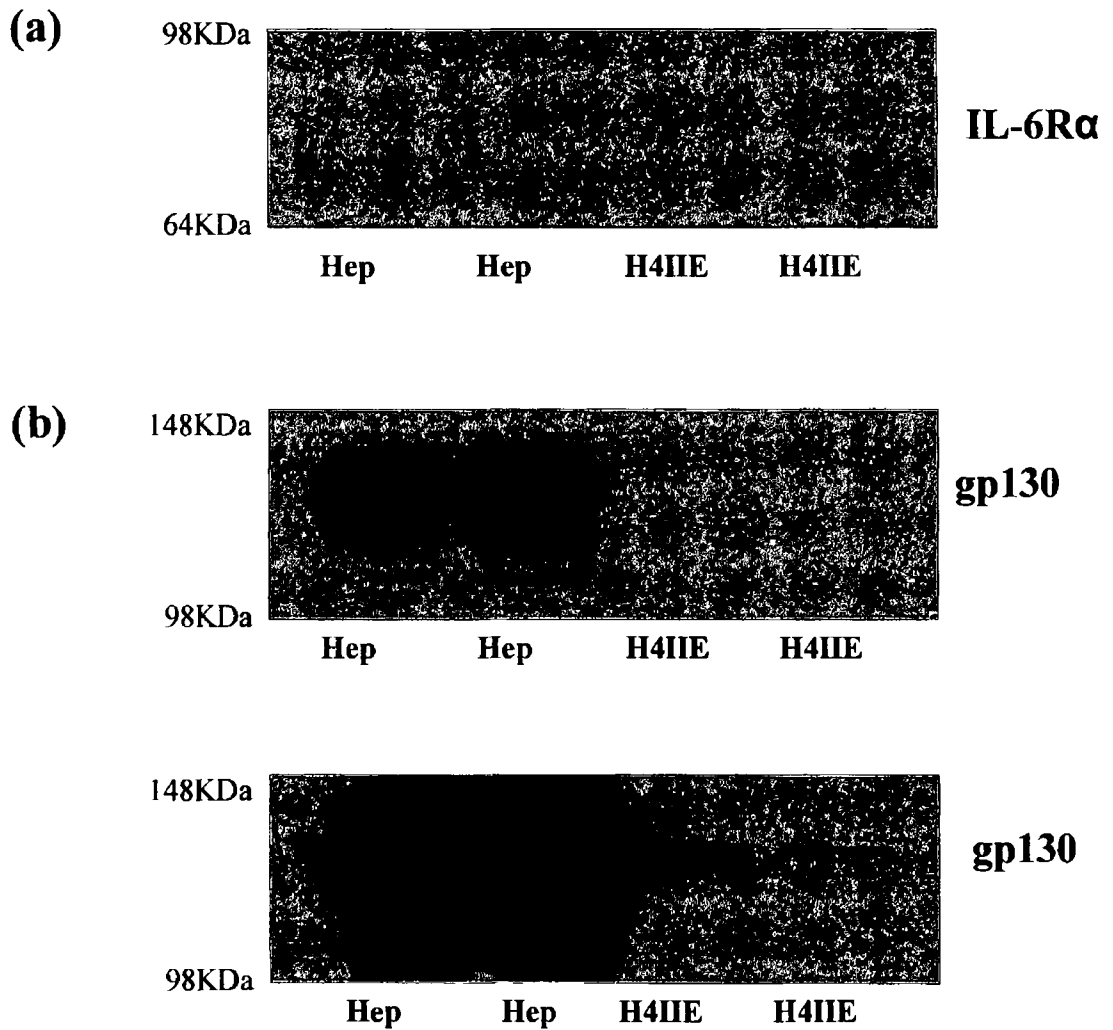 (a)
98KDa
IL-6Rα
64KDa
Hep Hep H4IIE H4IIE
(b)
148KDa
gp130
98KDa
Hep Hep H4IIE H4IIE
148KDa
gp130
98KDa
Hep Hep H4IIE H4IIE